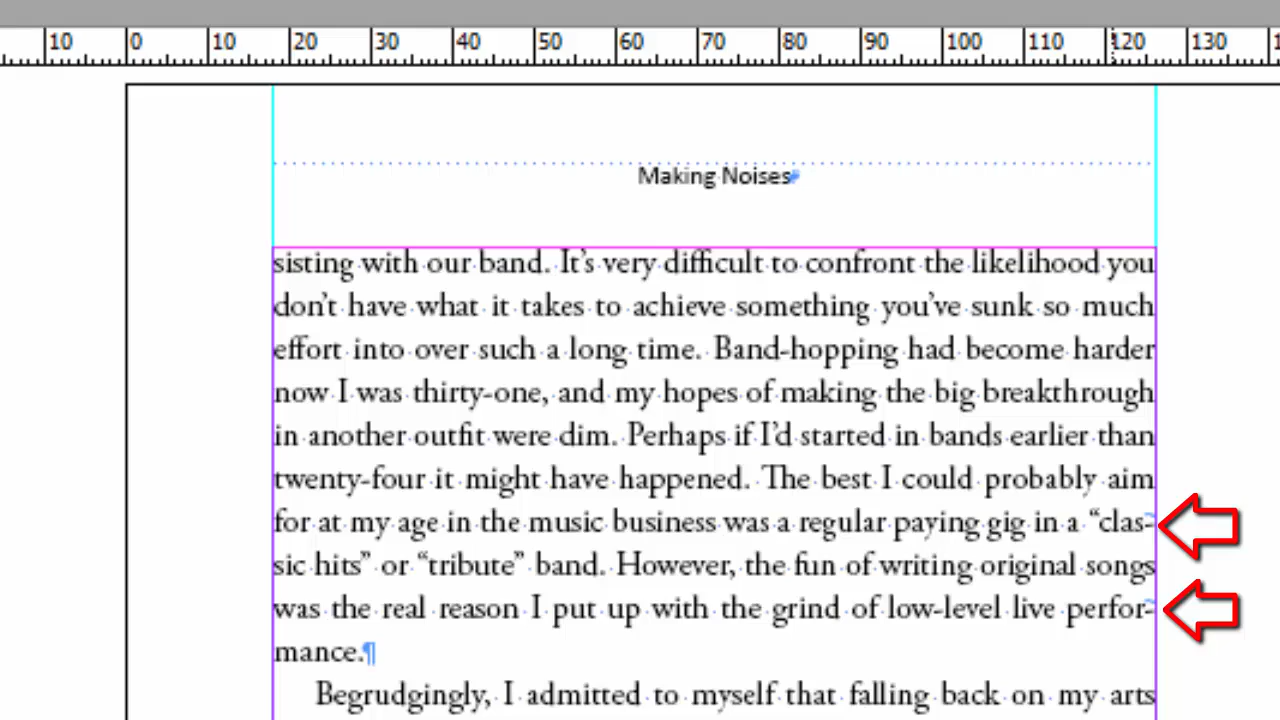 10 0 10 20 30 40 50 60 70 80 90 100 110 120 130
Making Noises
sisting with our band. It’s very difficult to confront the likelihood you
don’t have what it takes to achieve something you’ve sunk so much
effort into over such a long time. Band-hopping had become harder
now I was thirty-one, and my hopes of making the big breakthrough
in another outfit were dim. Perhaps if I’d started in bands earlier than
twenty-four it might have happened. The best I could probably aim
for at my age in the music business was a regular paying gig in a “clas-
sic hits” or “tribute” band. However, the fun of writing original songs
was the real reason I put up with the grind of low-level live perfor-
mance.¶
Begrudgingly, I admitted to myself that falling back on my arts